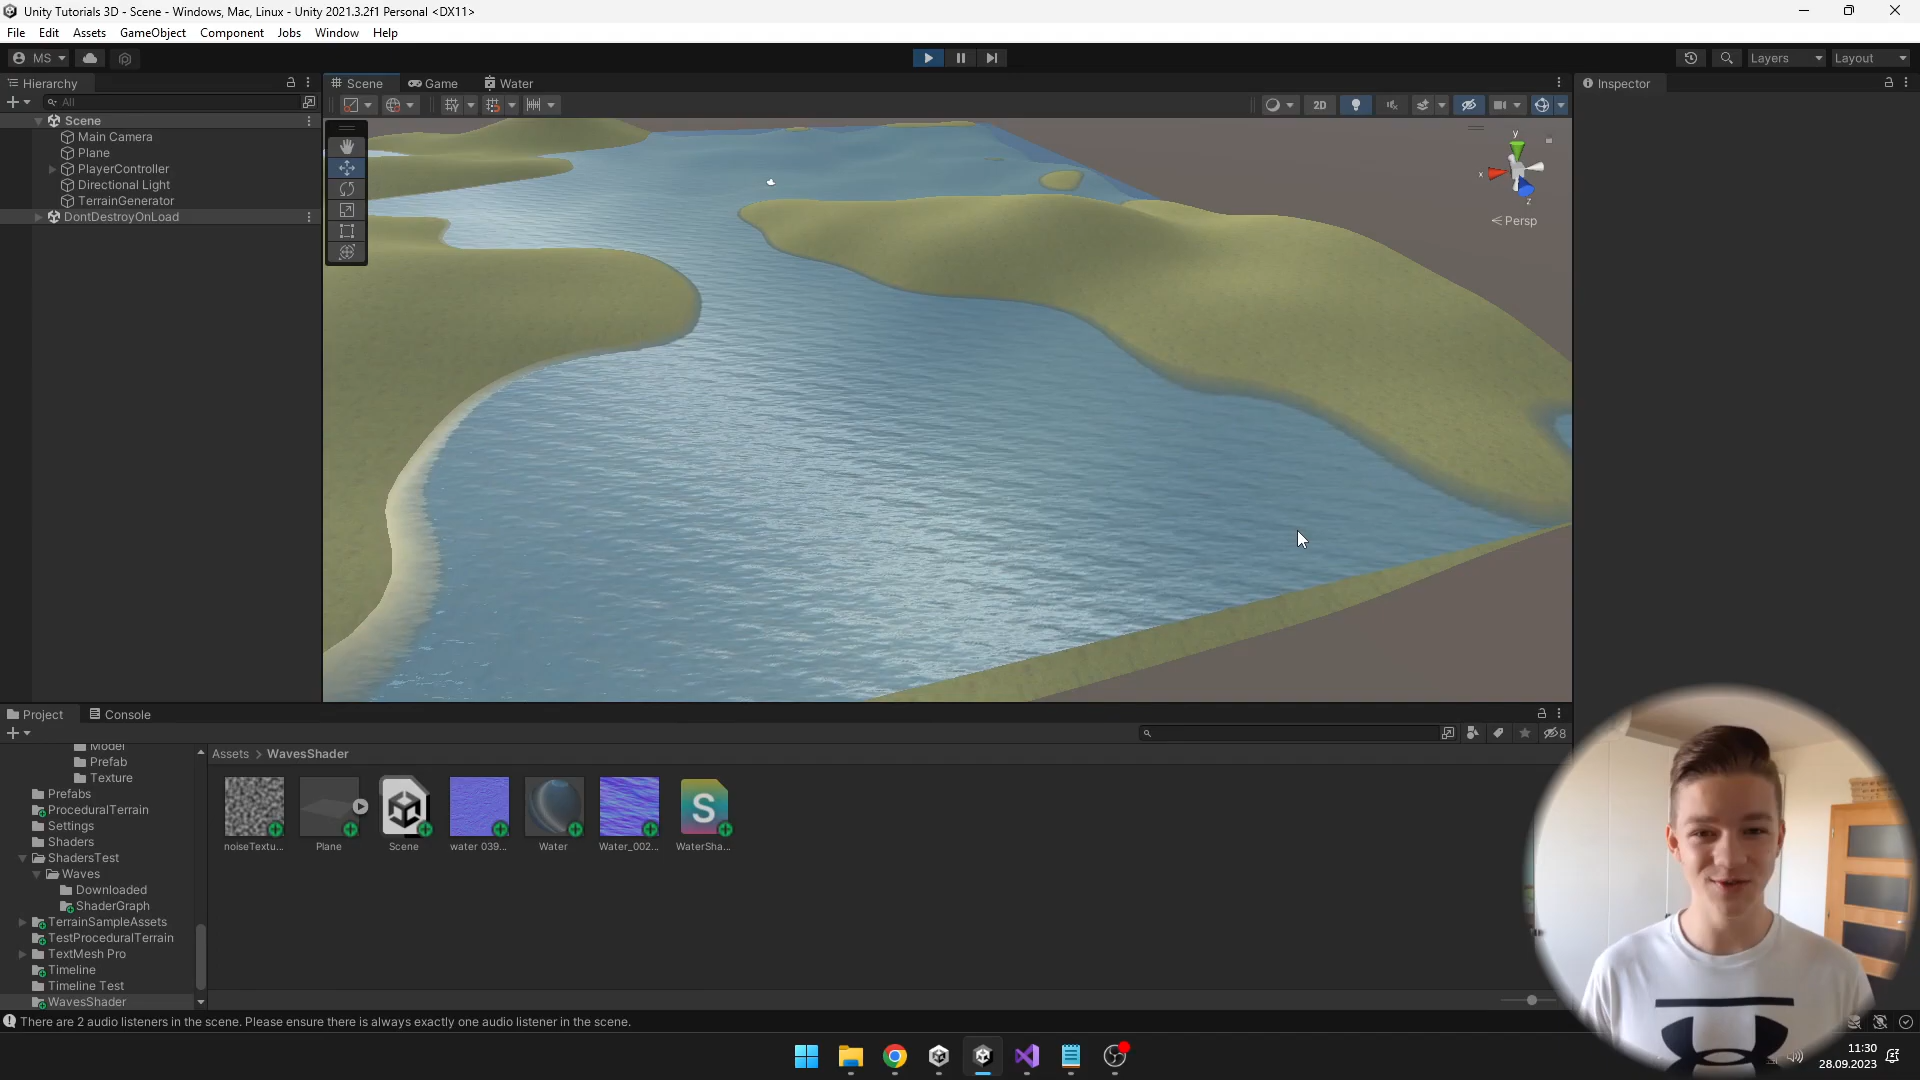 Unity Tutorials 3D - Scene - Windows, Mac, Linux - Unity 2021.3.2f1 Personal <DX11>
File Edit Assets GameObject Component Jobs Window Help
MS Layers Layout
Hierarchy Scene Game Water Inspector
All 2D
Scene
Main Camera
Plane
PlayerController
Directional Light
TerrainGenerator
DontDestroyOnLoad
y
x
z
Persp
Project Console
8
Assets > WavesShader
Model
Prefab
Texture
Prefabs
ProceduralTerrain
Settings
Shaders
ShadersTest
Waves
Downloaded
ShaderGraph
TerrainSampleAssets
TestProceduralTerrain
TextMesh Pro
Timeline
Timeline Test
WavesShader
S
noiseTextu... Plane Scene water 039... Water Water_002... WaterSha...
There are 2 audio listeners in the scene. Please ensure there is always exactly one audio listener in the scene.
11:30
28.09.2023